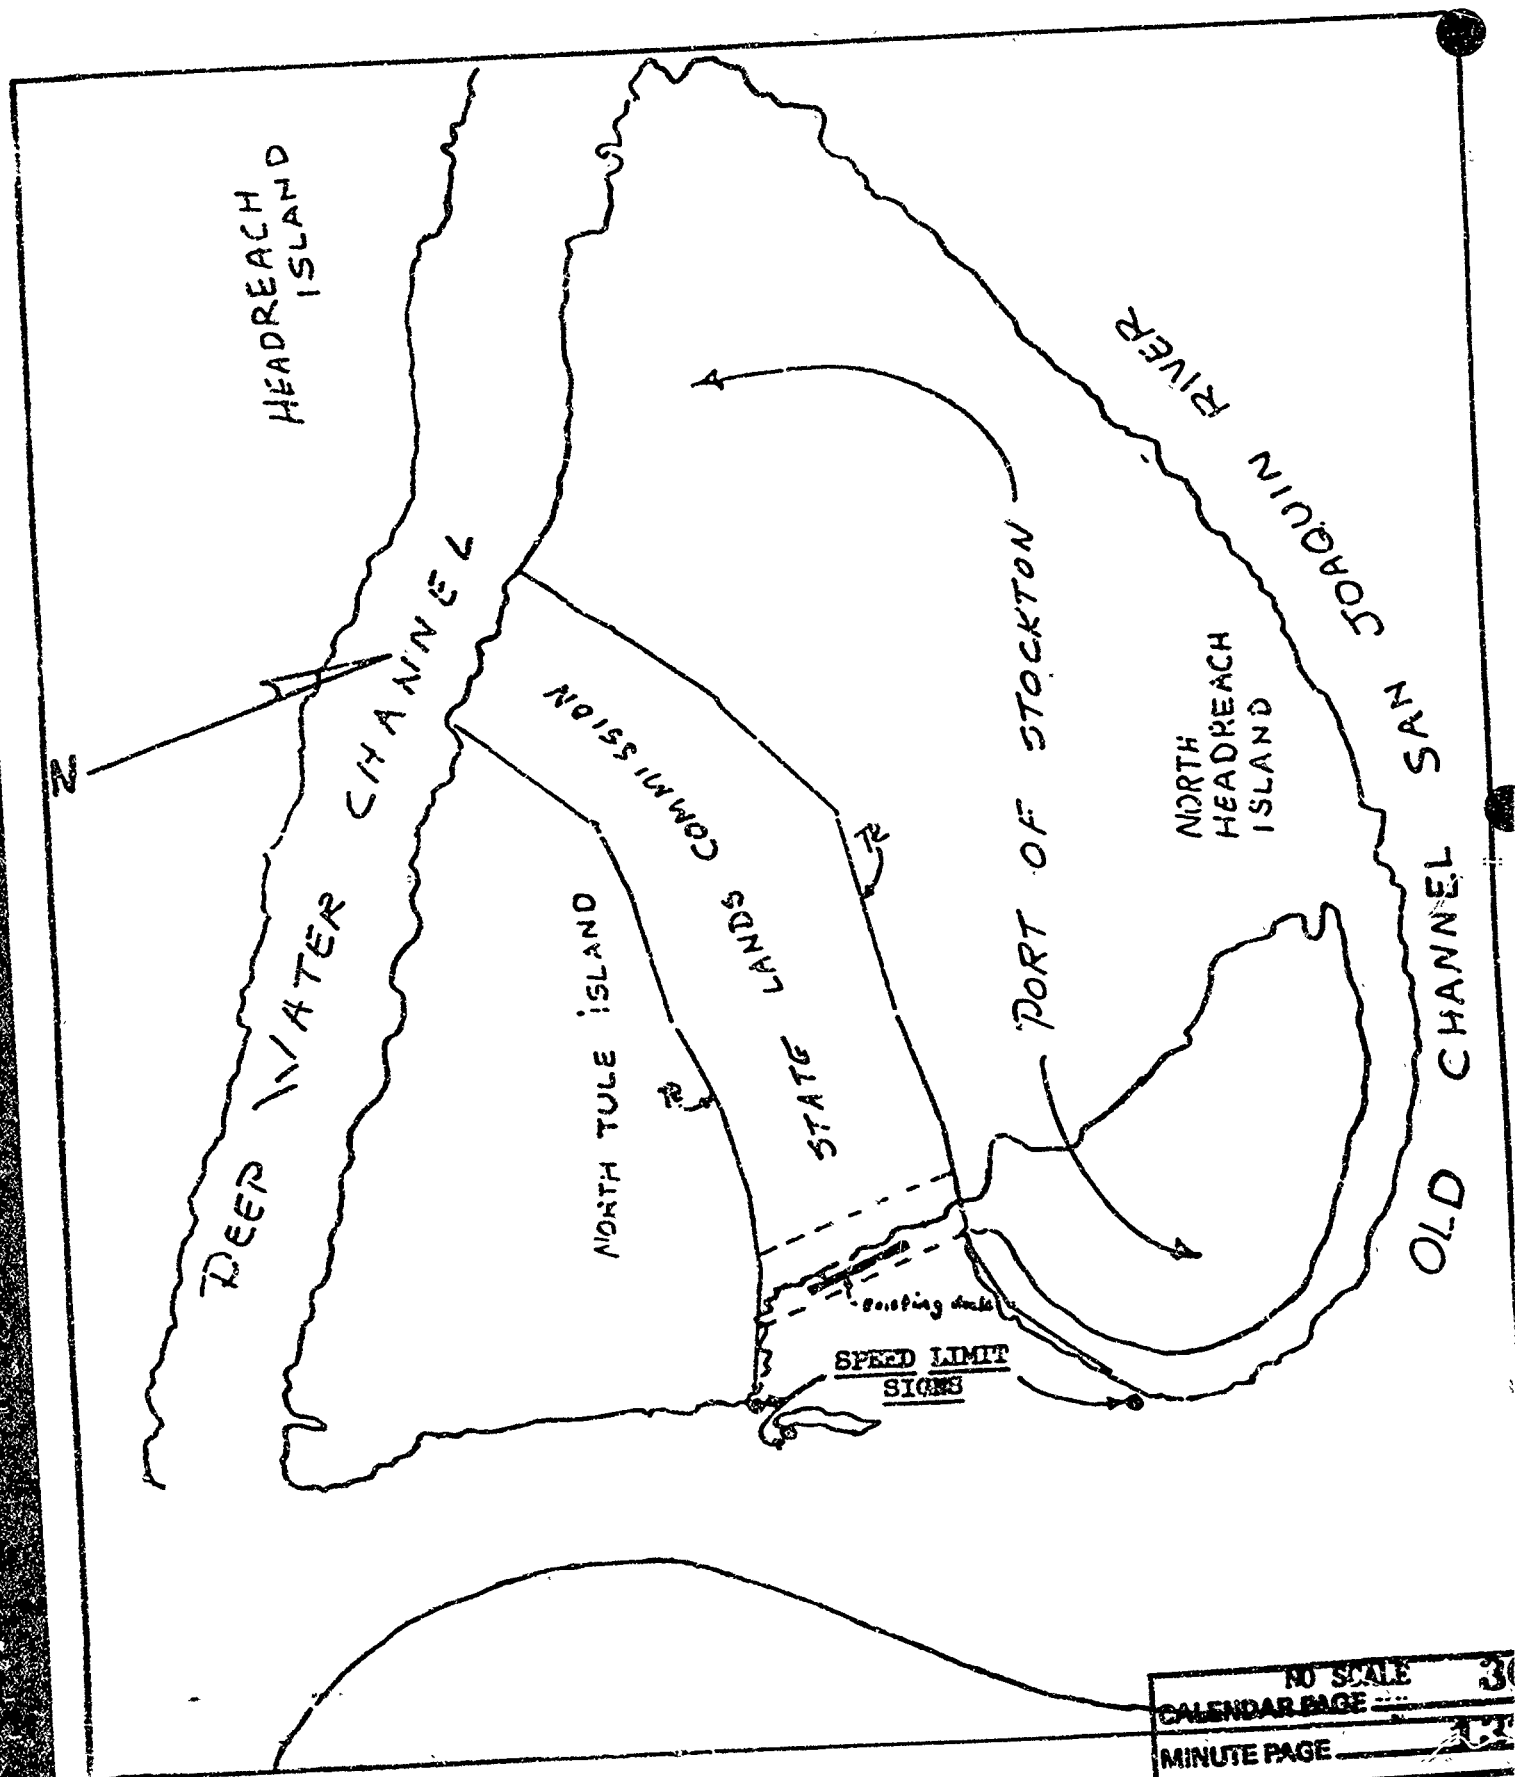 HEADREACH
ISLAND
N
DEEP WATER CHANNEL
NORTH TULE ISLAND
STATE LANDS COMMISSION
PORT OF STOCKTON
NORTH
HEADREACH
ISLAND
OLD CHANNEL SAN JOAQUIN RIVER
existing dock
SPEED LIMIT
SIGNS
NO SCALE
CALENDAR PAGE
MINUTE PAGE